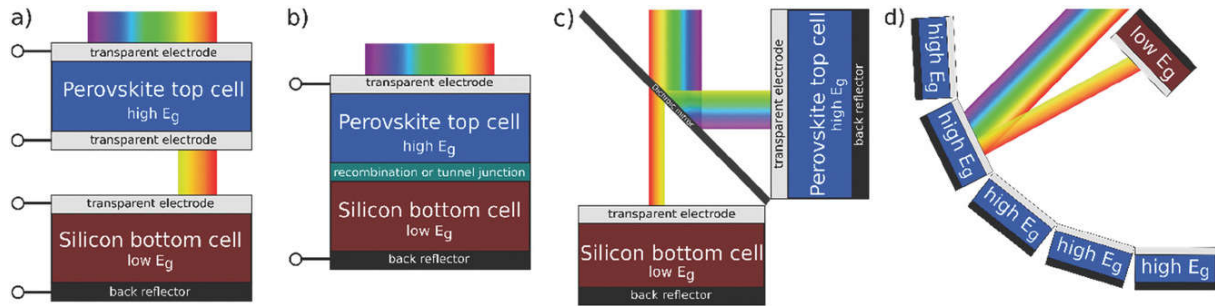 a)
transparent electrode
Perovskite top cell
high Eg
transparent electrode
transparent electrode
Silicon bottom cell
low Eg
back reflector
b)
transparent electrode
Perovskite top cell
high Eg
recombination or tunnel junction
Silicon bottom cell
low Eg
back reflector
c)
Dichroic mirror
transparent electrode
Perovskite top cell
high Eg
back reflector
transparent electrode
Silicon bottom cell
low Eg
back reflector
d)
high Eg
low Eg
high Eg
high Eg
high Eg
high Eg